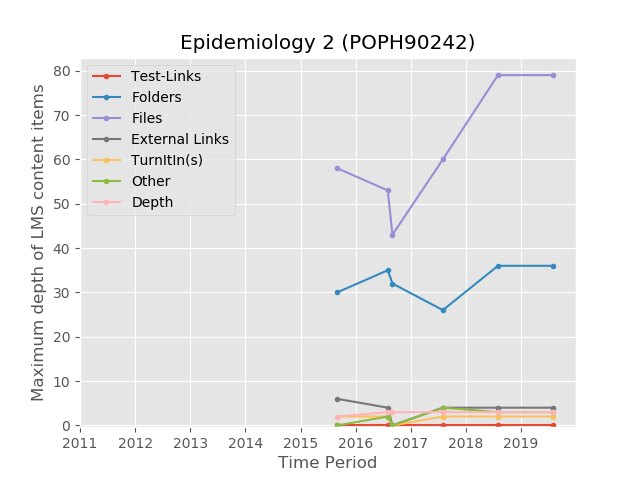 Epidemiology 2 (POPH90242)
Test-Links
Folders
Files
External Links
TurnItIn(s)
Other
Depth
Maximum depth of LMS content items
80
70
60
50
40
30
20
10
0
2011 2012 2013 2014 2015 2016 2017 2018 2019
Time Period